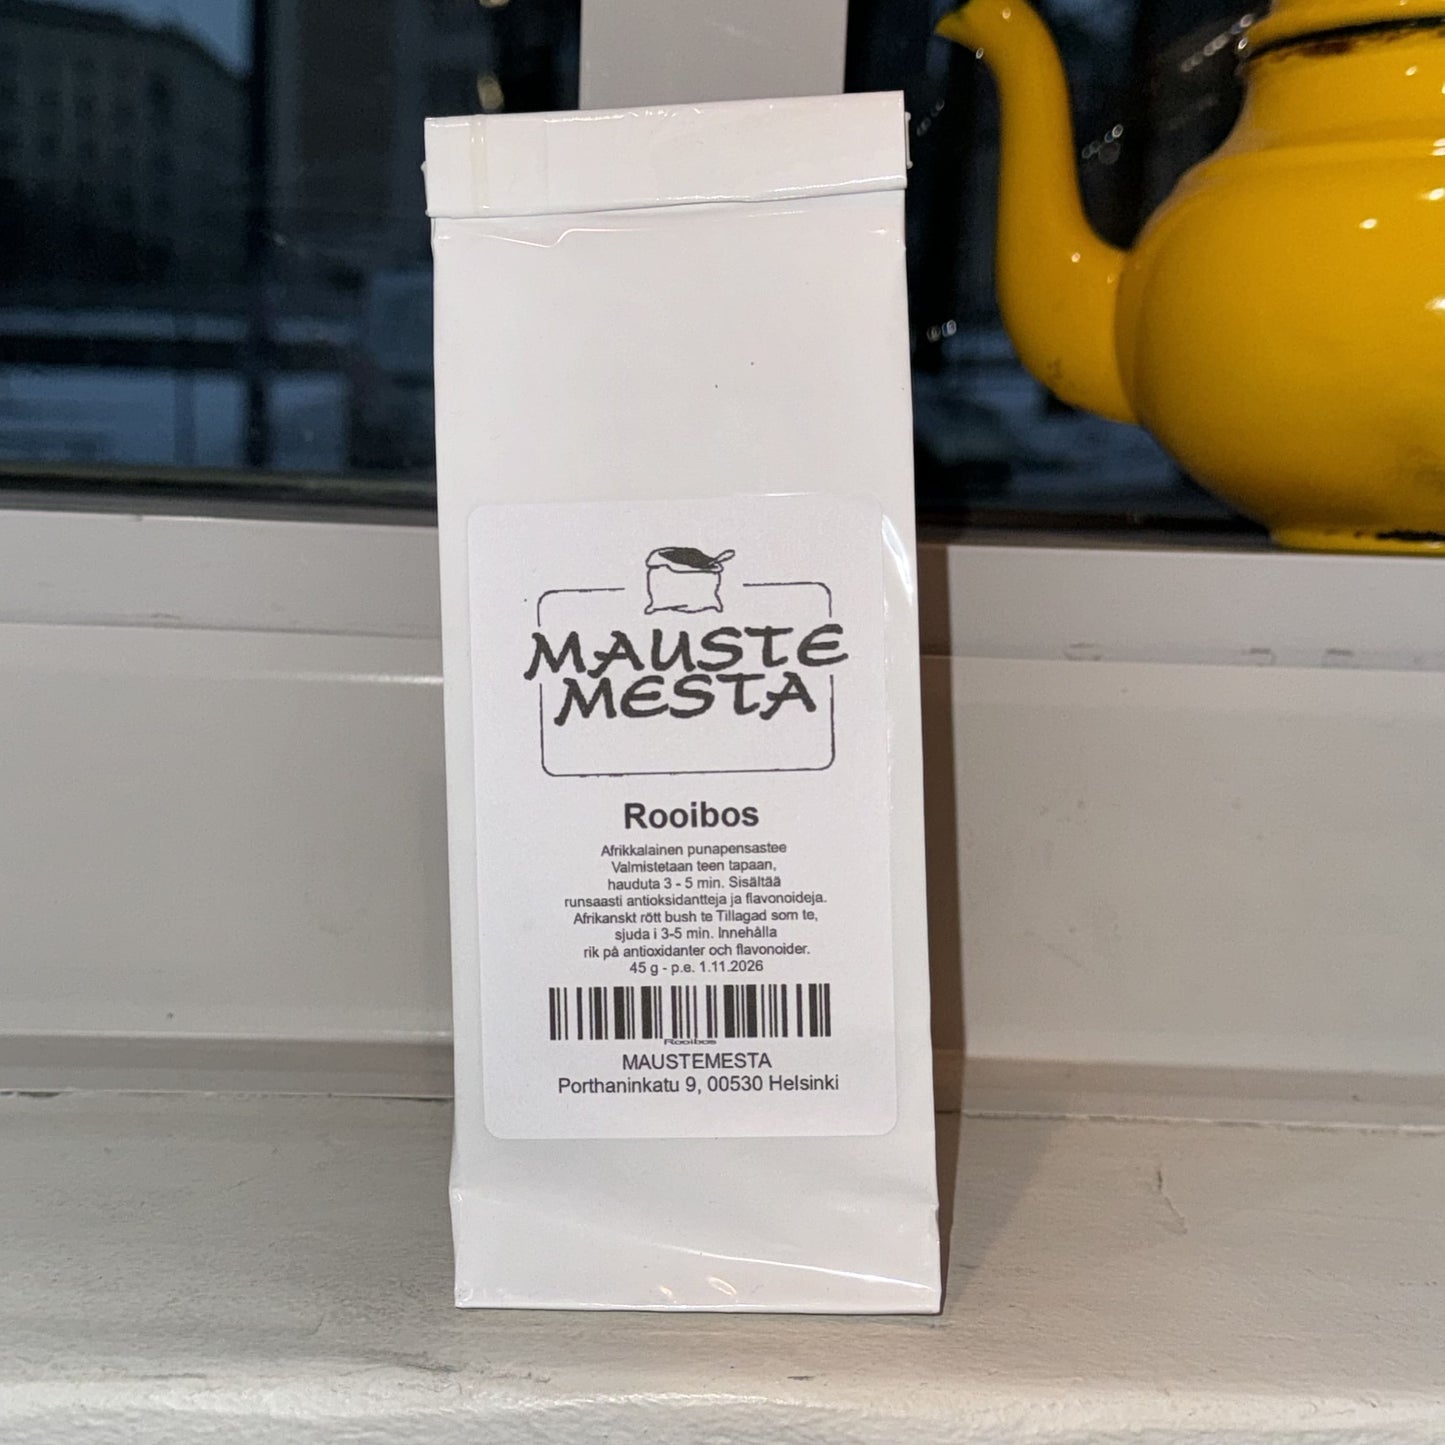 MAUSTE
MESTA
Rooibos
Afrikkalainen punapensastee
Valmistetaan teen tapaan,
hauduta 3 - 5 min. Sisältää
runsaasti antioksidantteja ja flavonoideja.
Afrikanskt rött bush te Tillagad som te,
sjuda i 3-5 min. Innehålla
rik på antioxidanter och flavonoider.
45 g - p.e. 1.11.2026
Rooibos
MAUSTEMESTA
Porthaninkatu 9, 00530 Helsinki